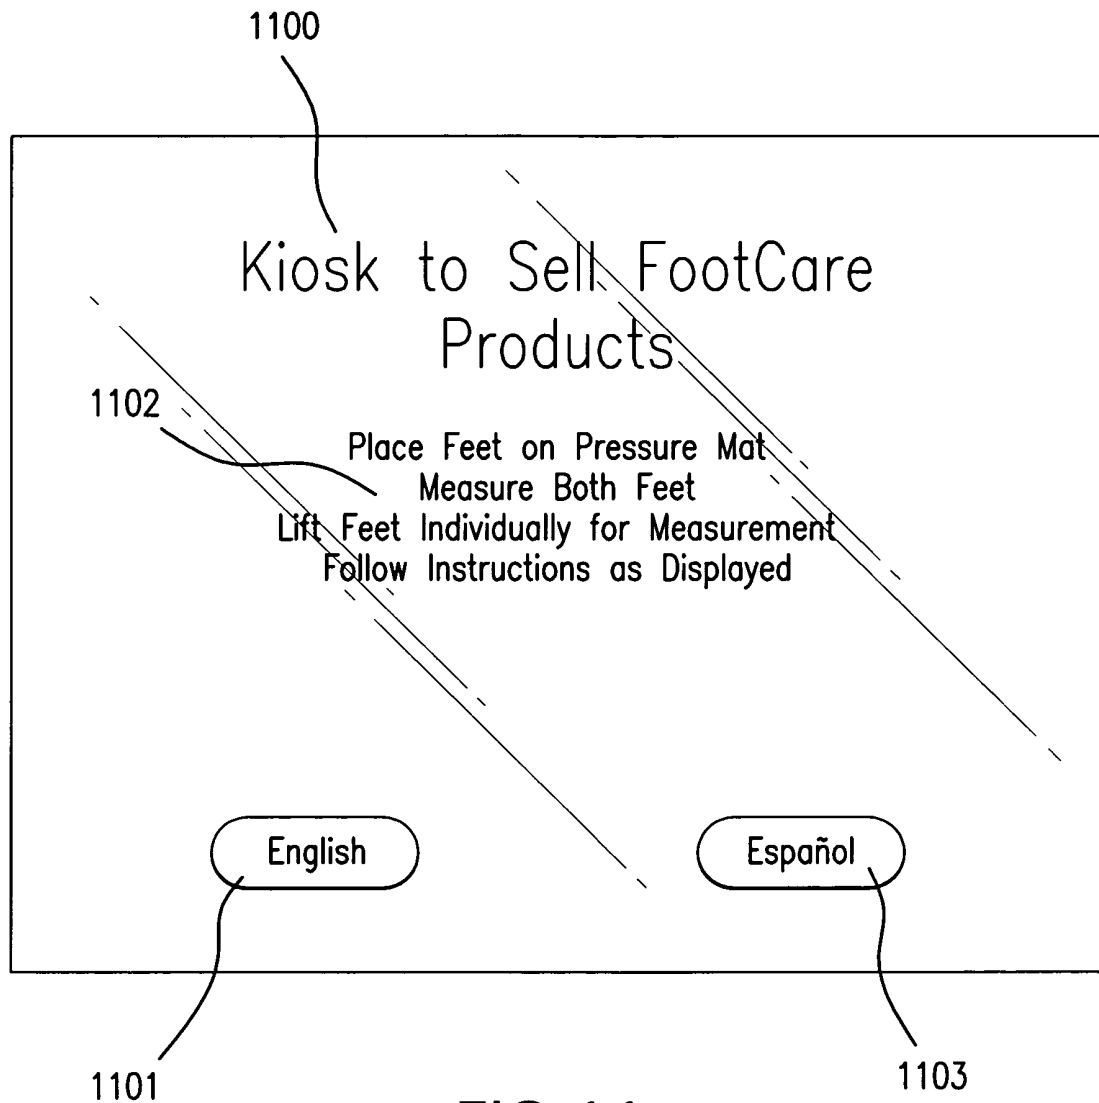 1100
Kiosk to Sell FootCare
Products
1102
Place Feet on Pressure Mat
Measure Both Feet
Lift Feet Individually for Measurement
Follow Instructions as Displayed
English
Español
1101
1103